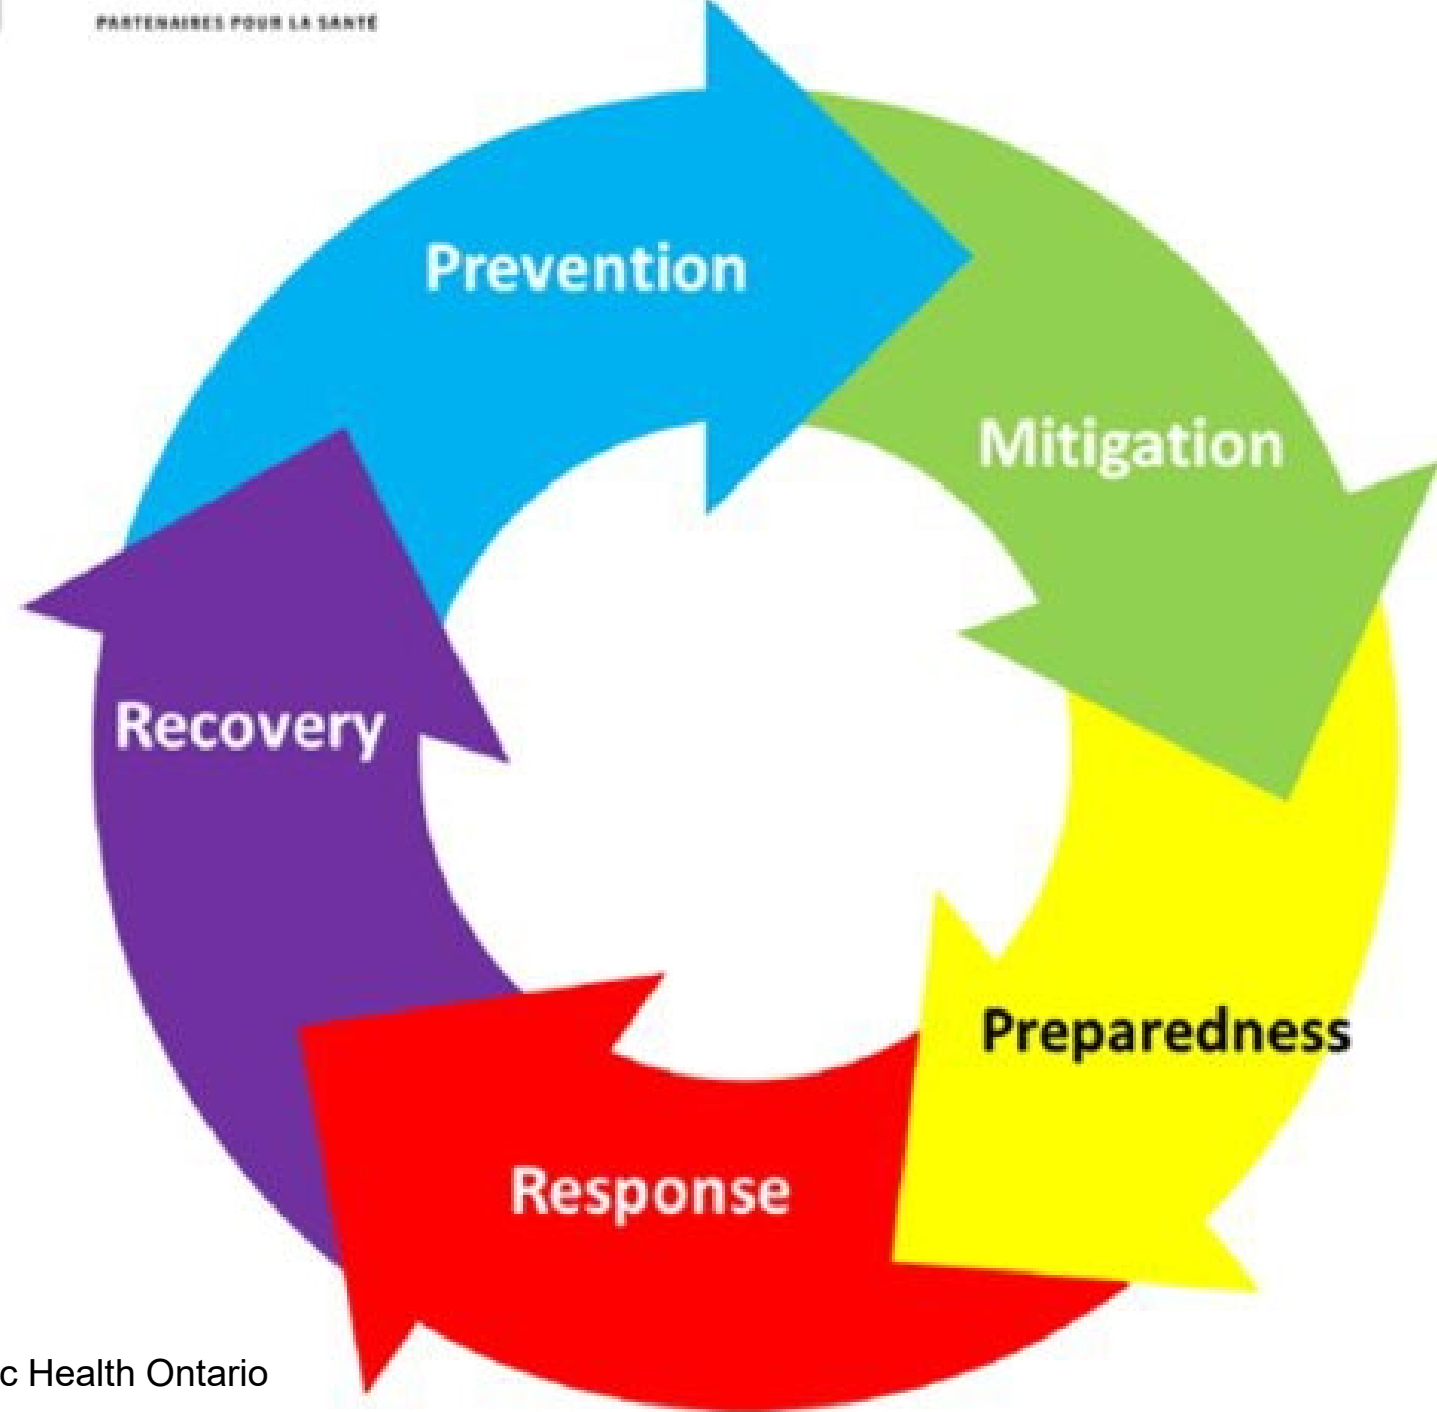 PARTENAIRES POUR LA SANTÉ
Prevention
Mitigation
Preparedness
Response
Recovery
c Health Ontario